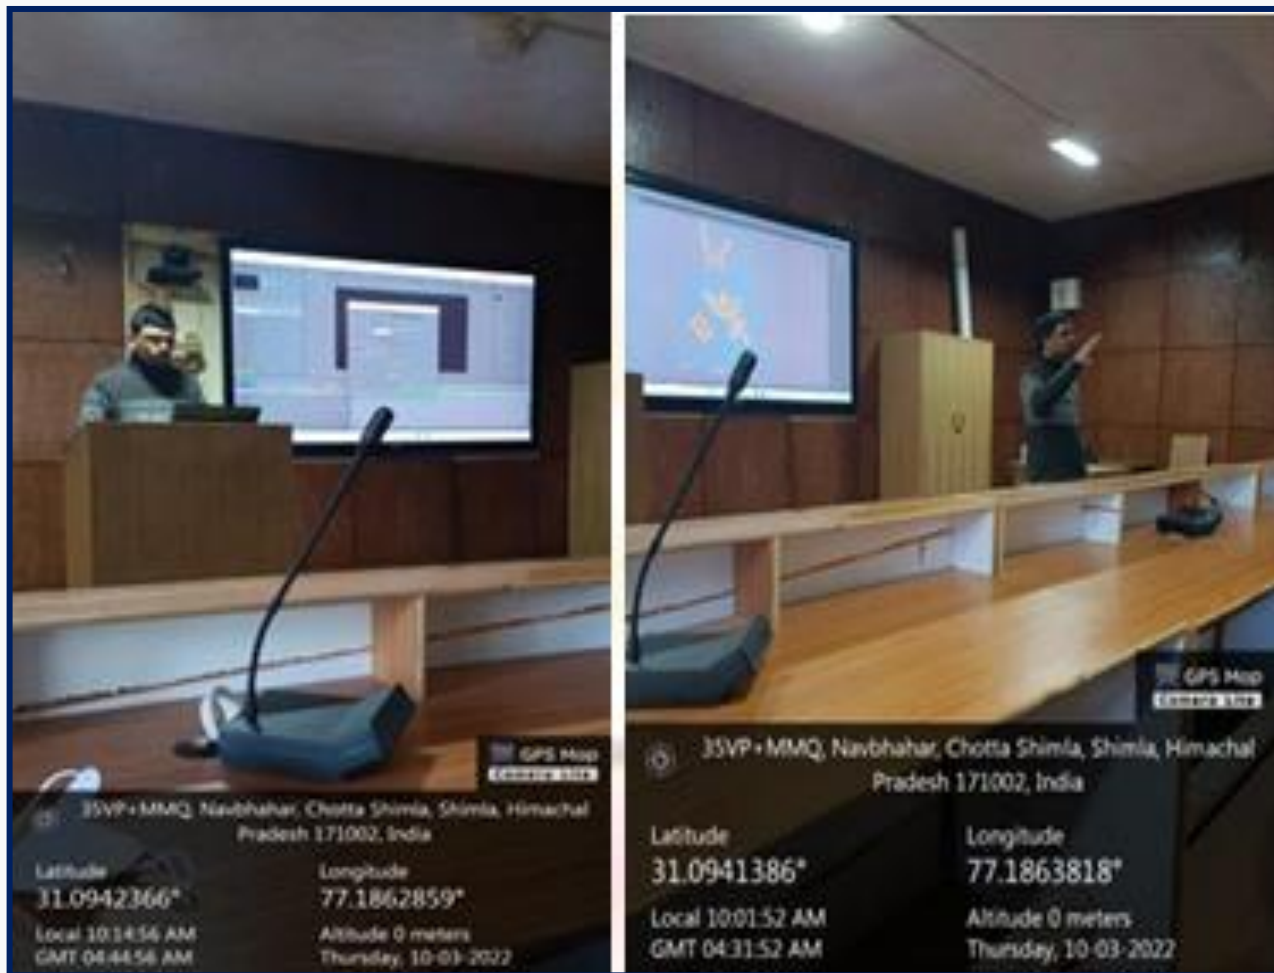 GPS Map
Camera Lite
35VP+MMQ, Navbhahar, Chotta Shimla, Shimla, Himachal
Pradesh 171002, India
Latitude
31.0942366°
Longitude
77.1862859°
Local 10:14:56 AM
GMT 04:44:56 AM
Altitude 0 meters
Thursday, 10-03-2022
GPS Map
Camera Lite
35VP+MMQ, Navbhahar, Chotta Shimla, Shimla, Himachal
Pradesh 171002, India
Latitude
31.0941386°
Longitude
77.1863818°
Local 10:01:52 AM
GMT 04:31:52 AM
Altitude 0 meters
Thursday, 10-03-2022